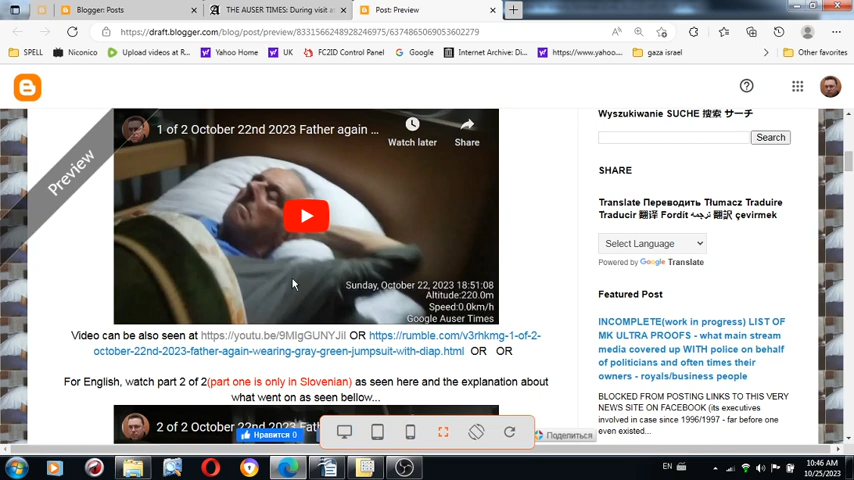 Blogger: Posts
THE AUSER TIMES: During visit a
Post: Preview
https://draft.blogger.com/blog/post/preview/8331566248928246975/6374865069053602279
SPELL
Niconico
Upload videos at R...
Yahoo Home
UK
FC2ID Control Panel
Google
Internet Archive: Di...
https://www.yahoo....
gaza israel
Other favorites
Preview
1 of 2 October 22nd 2023 Father again ...
Watch later
Share
Sunday, October 22, 2023 18:51:08
Altitude:220.0m
Speed:0.0km/h
Google Auser Times
Video can be also seen at https://youtu.be/9MIgGUNYJiI OR https://rumble.com/v3rhkmg-1-of-2-
october-22nd-2023-father-again-wearing-gray-green-jumpsuit-with-diap.html OR OR
For English, watch part 2 of 2(part one is only in Slovenian) as seen here and the explanation about
what went on as seen bellow...
2 of 2 October 22nd 2023 Fath
Нравится 0
Поделиться
Wyszukiwanie SUCHE 搜索 サーチ
Search
SHARE
Translate Переводить Tłumacz Traduire
Traducir 翻译 Fordít ترجمه 翻訳 çevirmek
Select Language
Powered by Google Translate
Featured Post
INCOMPLETE(work in progress) LIST OF
MK ULTRA PROOFS - what main stream
media covered up WITH police on behalf
of politicians and often times their
owners - royals/business people
BLOCKED FROM POSTING LINKS TO THIS VERY
NEWS SITE ON FACEBOOK (its executives
involved in case since 1996/1997 - far before one
even existed...
EN
10:46 AM
10/25/2023